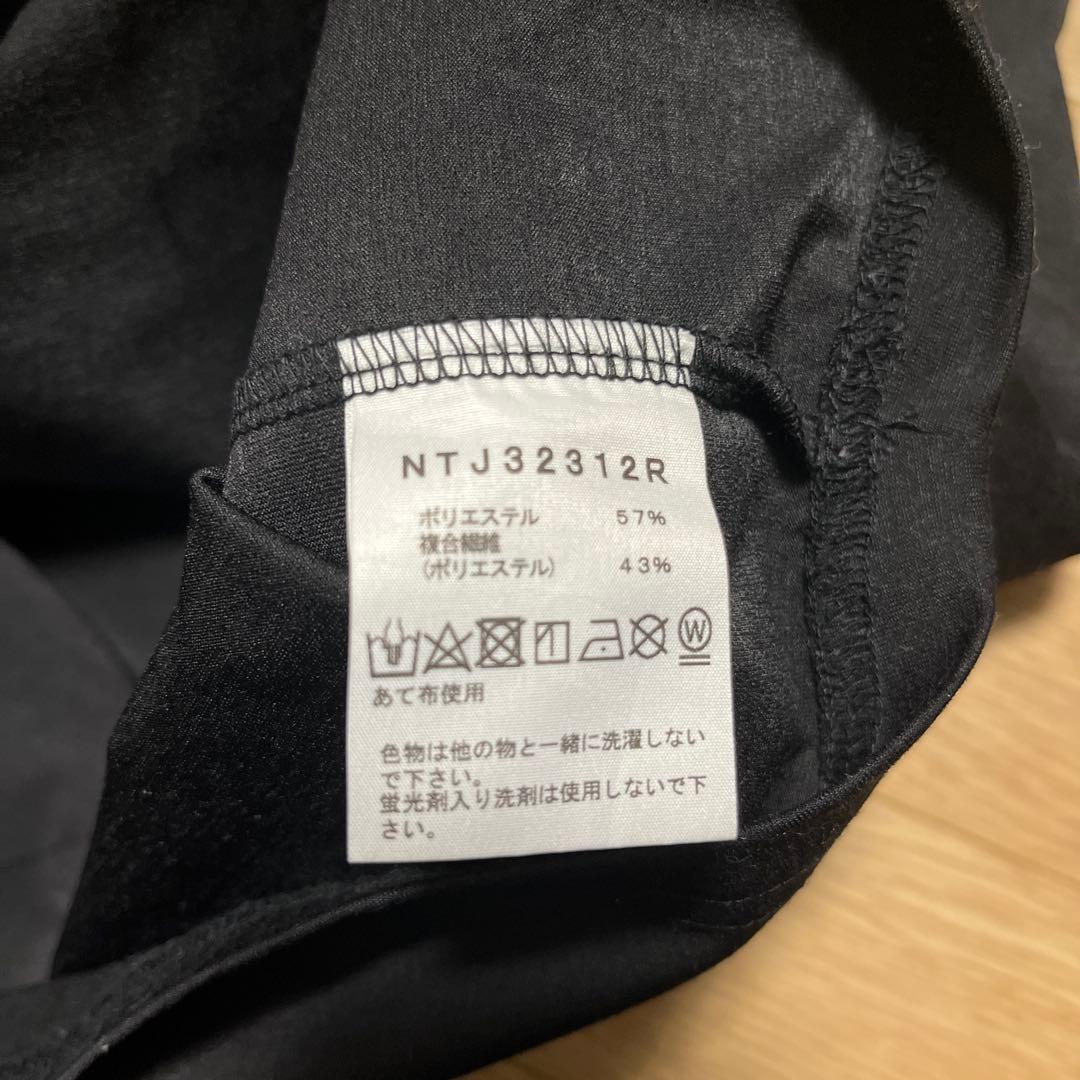 NTJ32312R
ポリエステル 57%
複合繊維
(ポリエステル) 43%
W
あて布使用
色物は他の物と一緒に洗濯しない
で下さい。
蛍光剤入り洗剤は使用しないで下
さい。